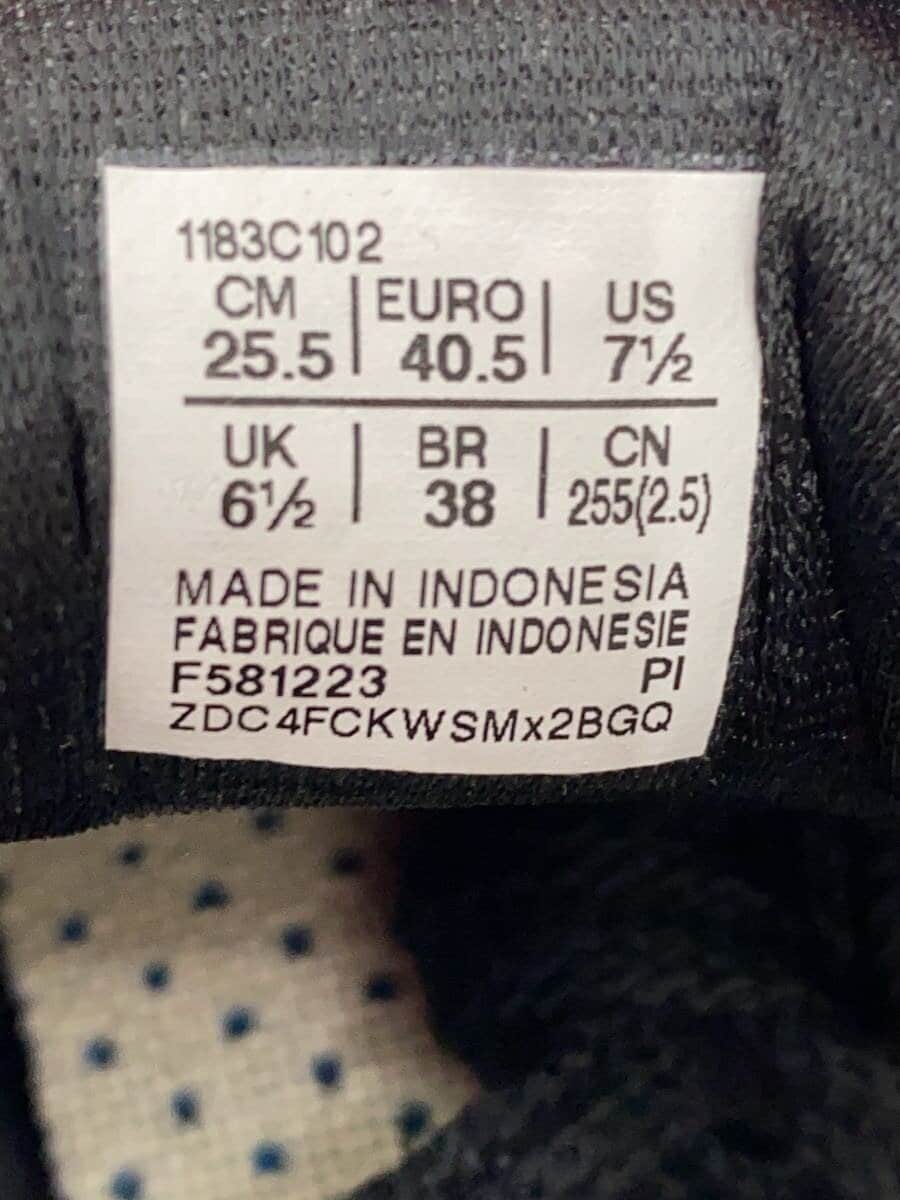 1183C102
CM | EURO | US
25.5 | 40.5 | 7½
UK | BR | CN
6½ | 38 | 255(2.5)
MADE IN INDONESIA
FABRIQUE EN INDONESIE
F581223 PI
ZDC4FCKWSMx2BGQ